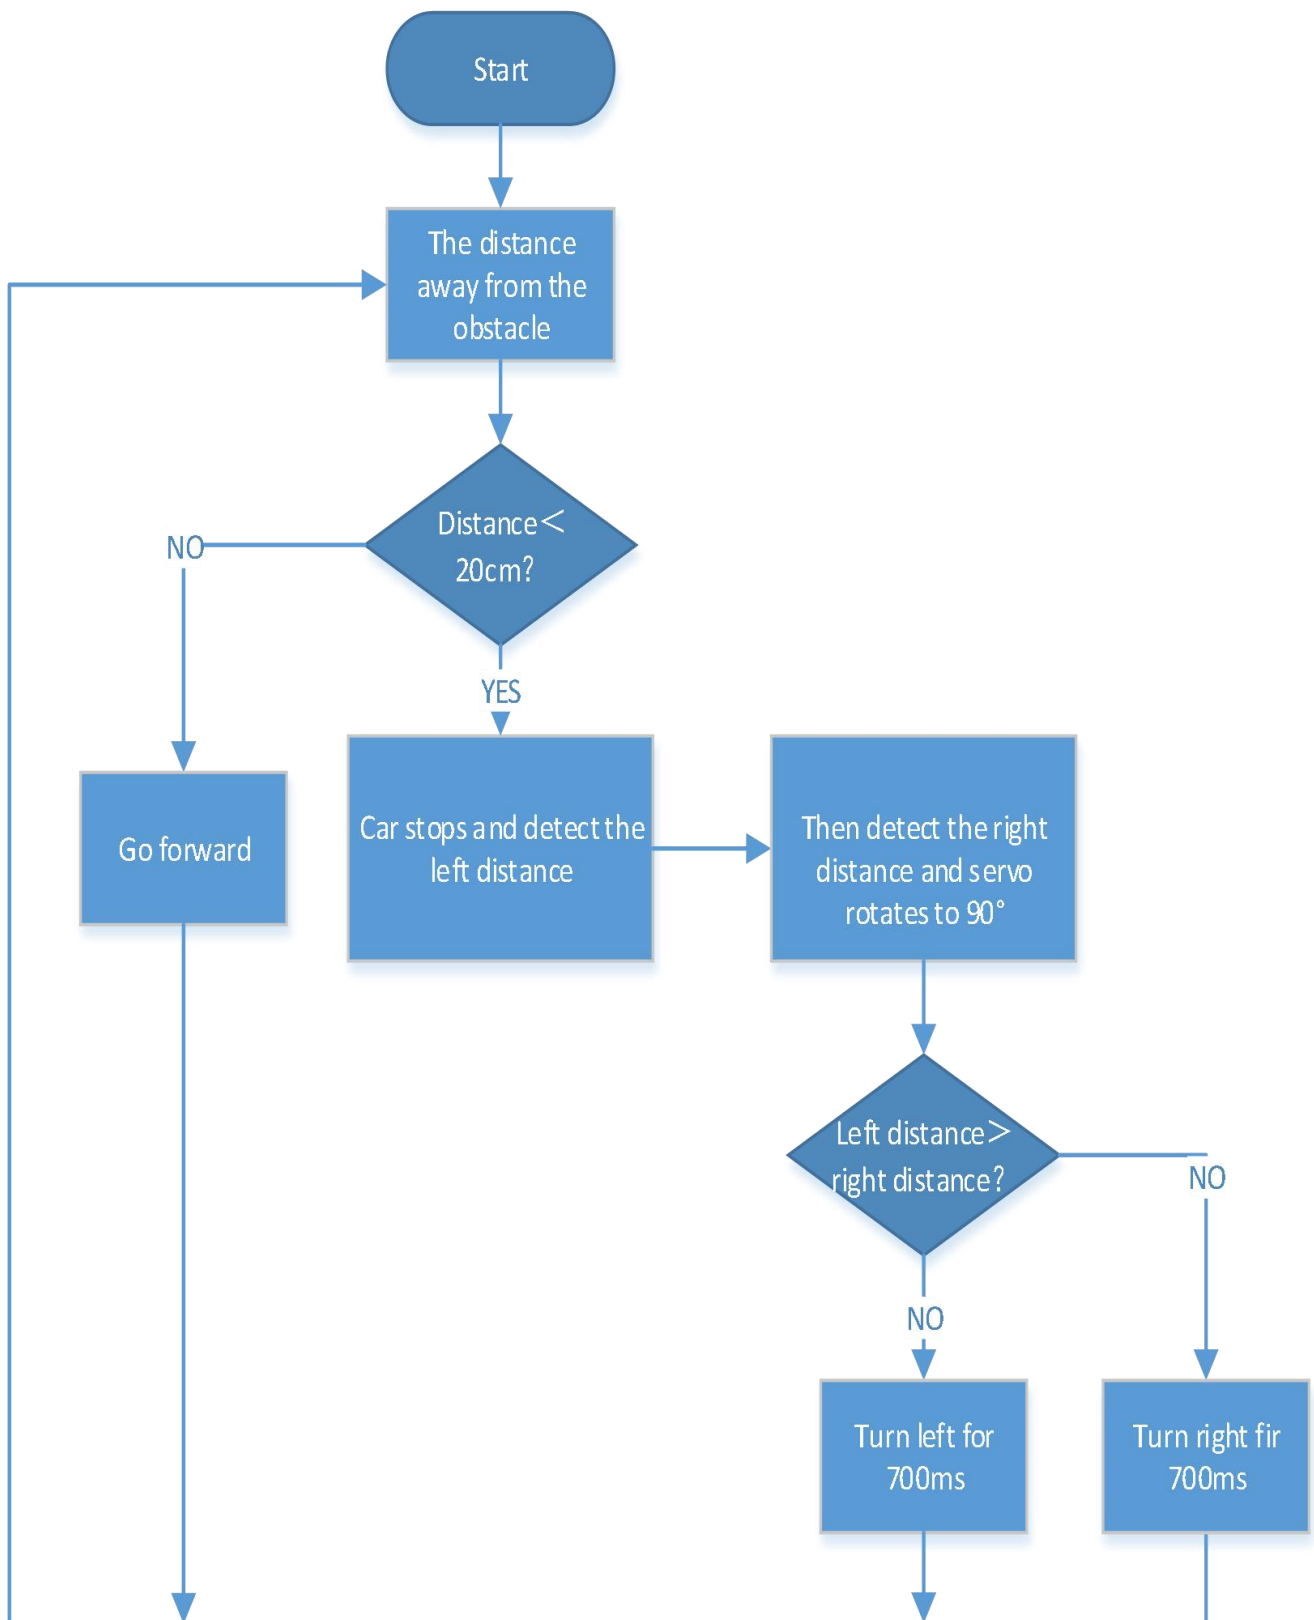 Start
The distance
away from the
obstacle
Distance＜
20cm?
NO
YES
Go forward
Car stops and detect the
left distance
Then detect the right
distance and servo
rotates to 90°
Left distance＞
right distance?
NO
NO
Turn left for
700ms
Turn right fir
700ms